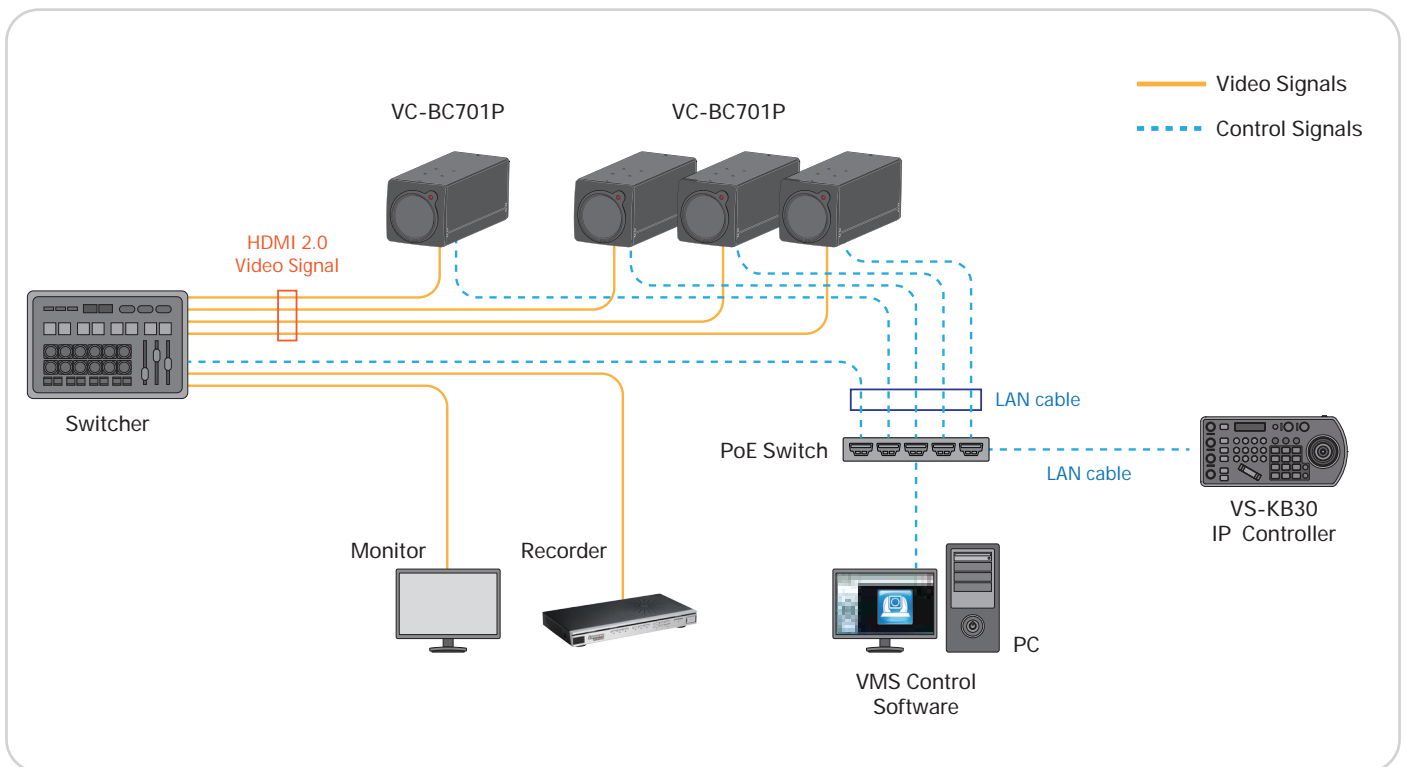 Video Signals
VC-BC701P
VC-BC701P
Control Signals
HDMI 2.0
Video Signal
LAN cable
Switcher
PoE Switch
LAN cable
VS-KB30
IP Controller
Monitor
Recorder
PC
VMS Control
Software